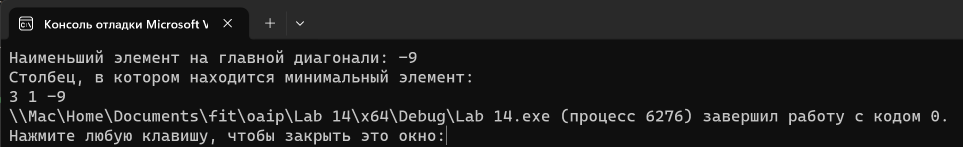 Консоль отладки Microsoft V
Наименьший элемент на главной диагонали: -9
Столбец, в котором находится минимальный элемент:
3 1 -9
\\Mac\Home\Documents\fit\oaip\Lab 14\x64\Debug\Lab 14.exe (процесс 6276) завершил работу с кодом 0.
Нажмите любую клавишу, чтобы закрыть это окно: